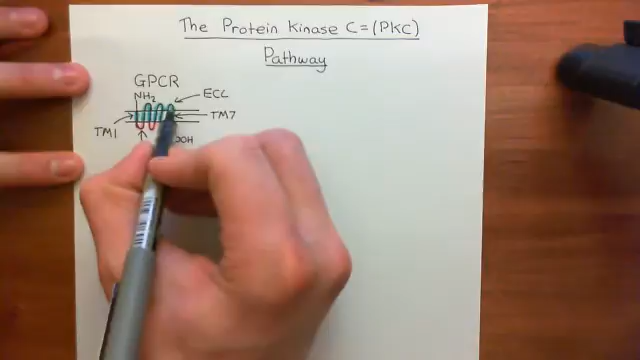 The Protein Kinase C=(PKC)
Pathway
GPCR
NH2
ECL
TM7
TM1